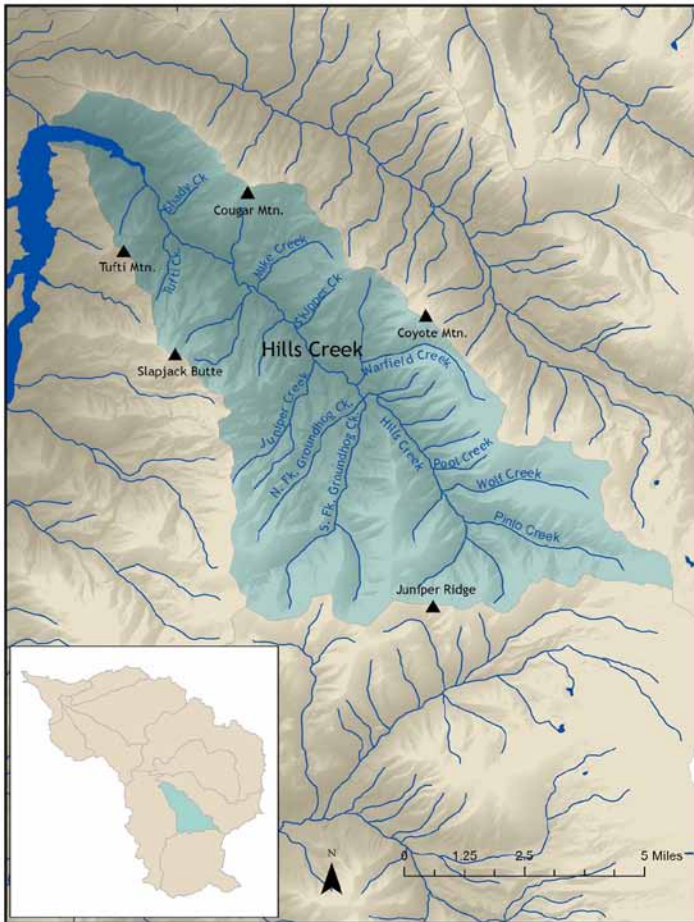 Shady Ck
Cougar Mtn.
Tufti Mtn.
Tufti Ck.
Mike Creek
Skipper Ck
Coyote Mtn.
Slapjack Butte
Hills Creek
Warfield Creek
Juniper Creek
N. Fk. Groundhog Ck.
S. Fk. Groundhog Ck.
Hills Creek
Pool Creek
Wolf Creek
Pinto Creek
Juniper Ridge
N
0 1.25 2.5 5 Miles